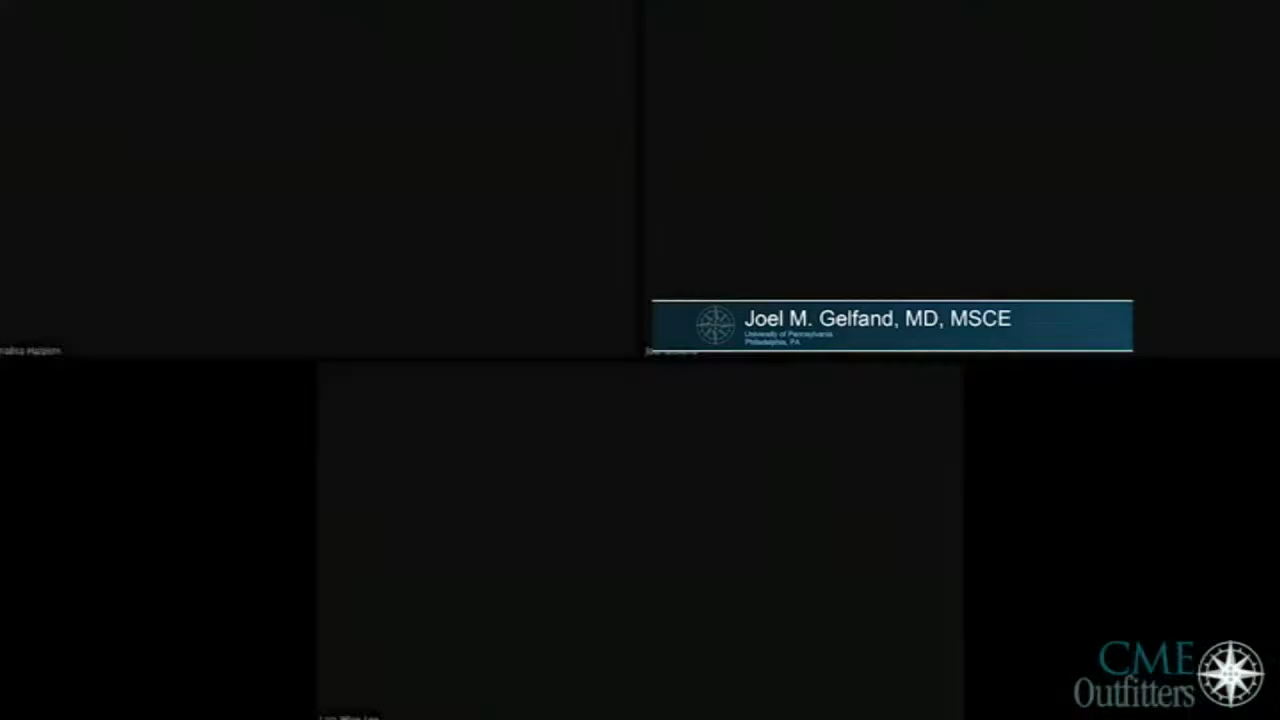 Joel M. Gelfand, MD, MSCE
University of Pennsylvania
Philadelphia, PA
CME
Outfitters